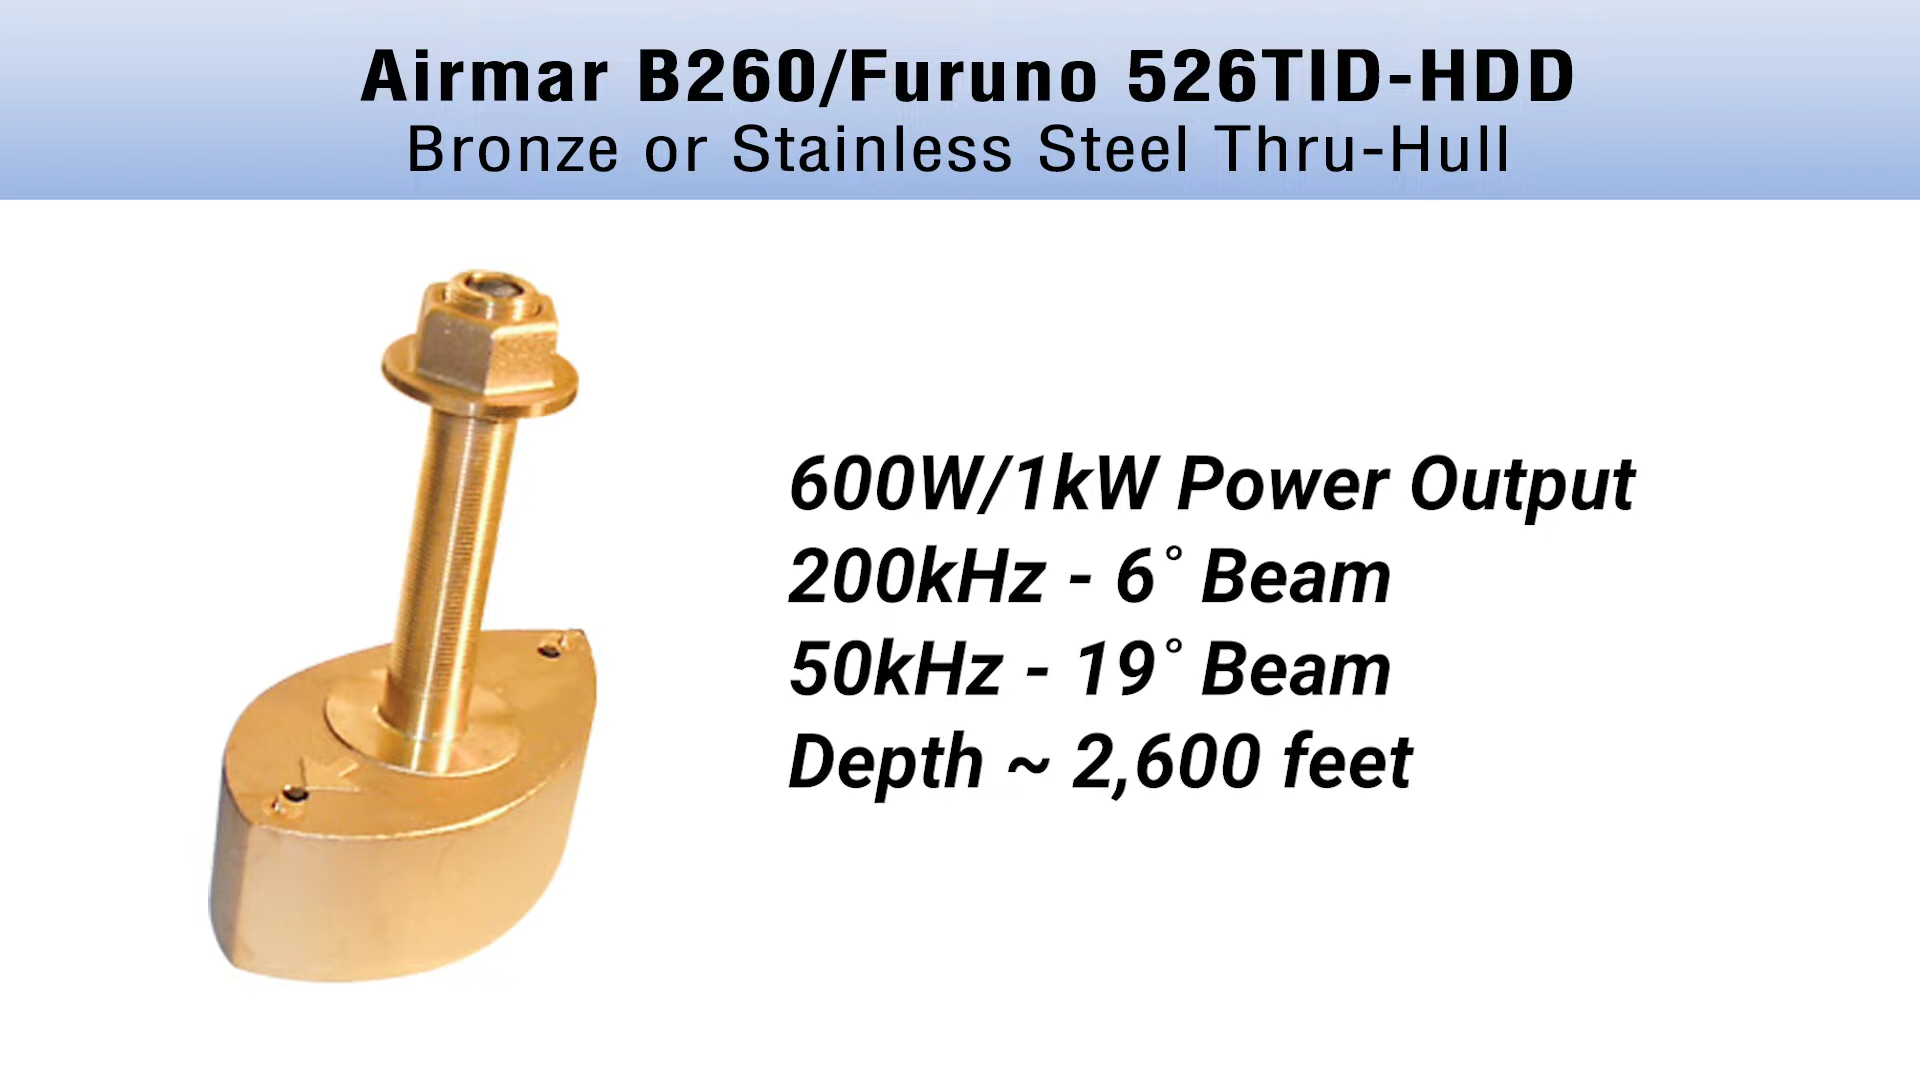 Airmar B260/Furuno 526TID-HDD
Bronze or Stainless Steel Thru-Hull
600W/1kW Power Output
200kHz - 6° Beam
50kHz - 19° Beam
Depth ~ 2,600 feet